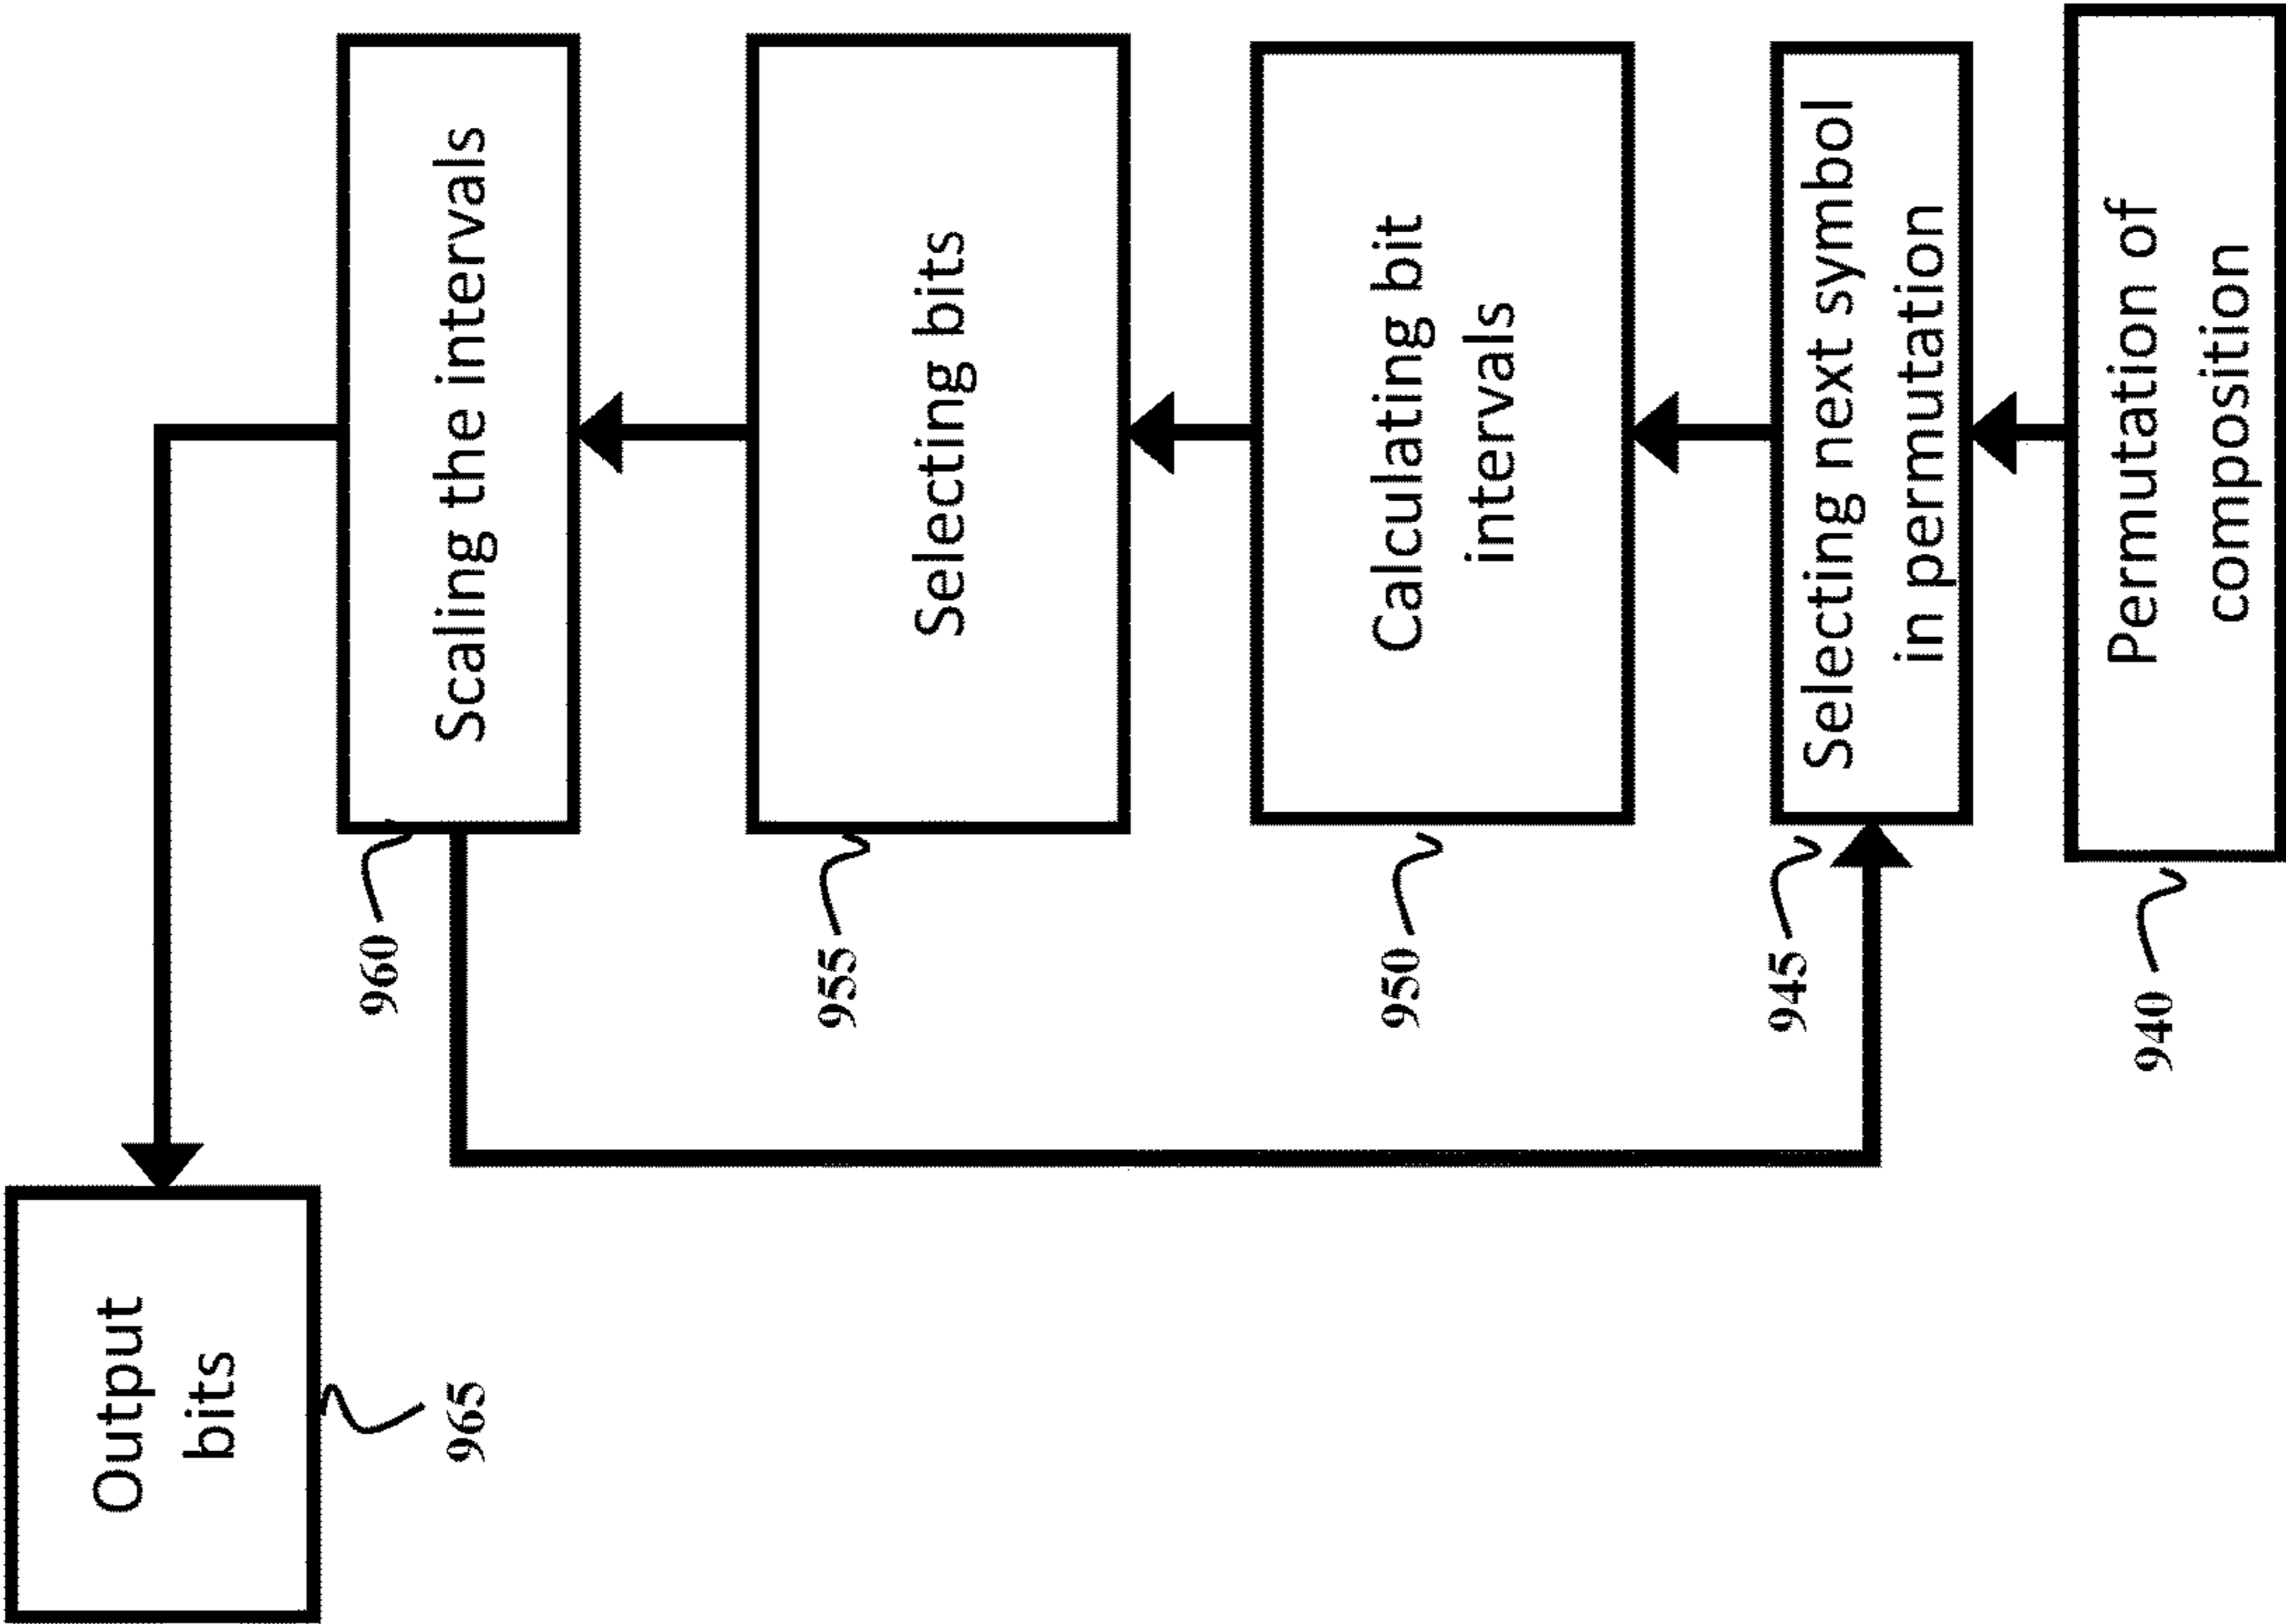 Output
bits
965
Scaling the intervals
960
Selecting bits
955
Calculating bit
intervals
950
Selecting next symbol
in permutation
945
Permutation of
composition
940